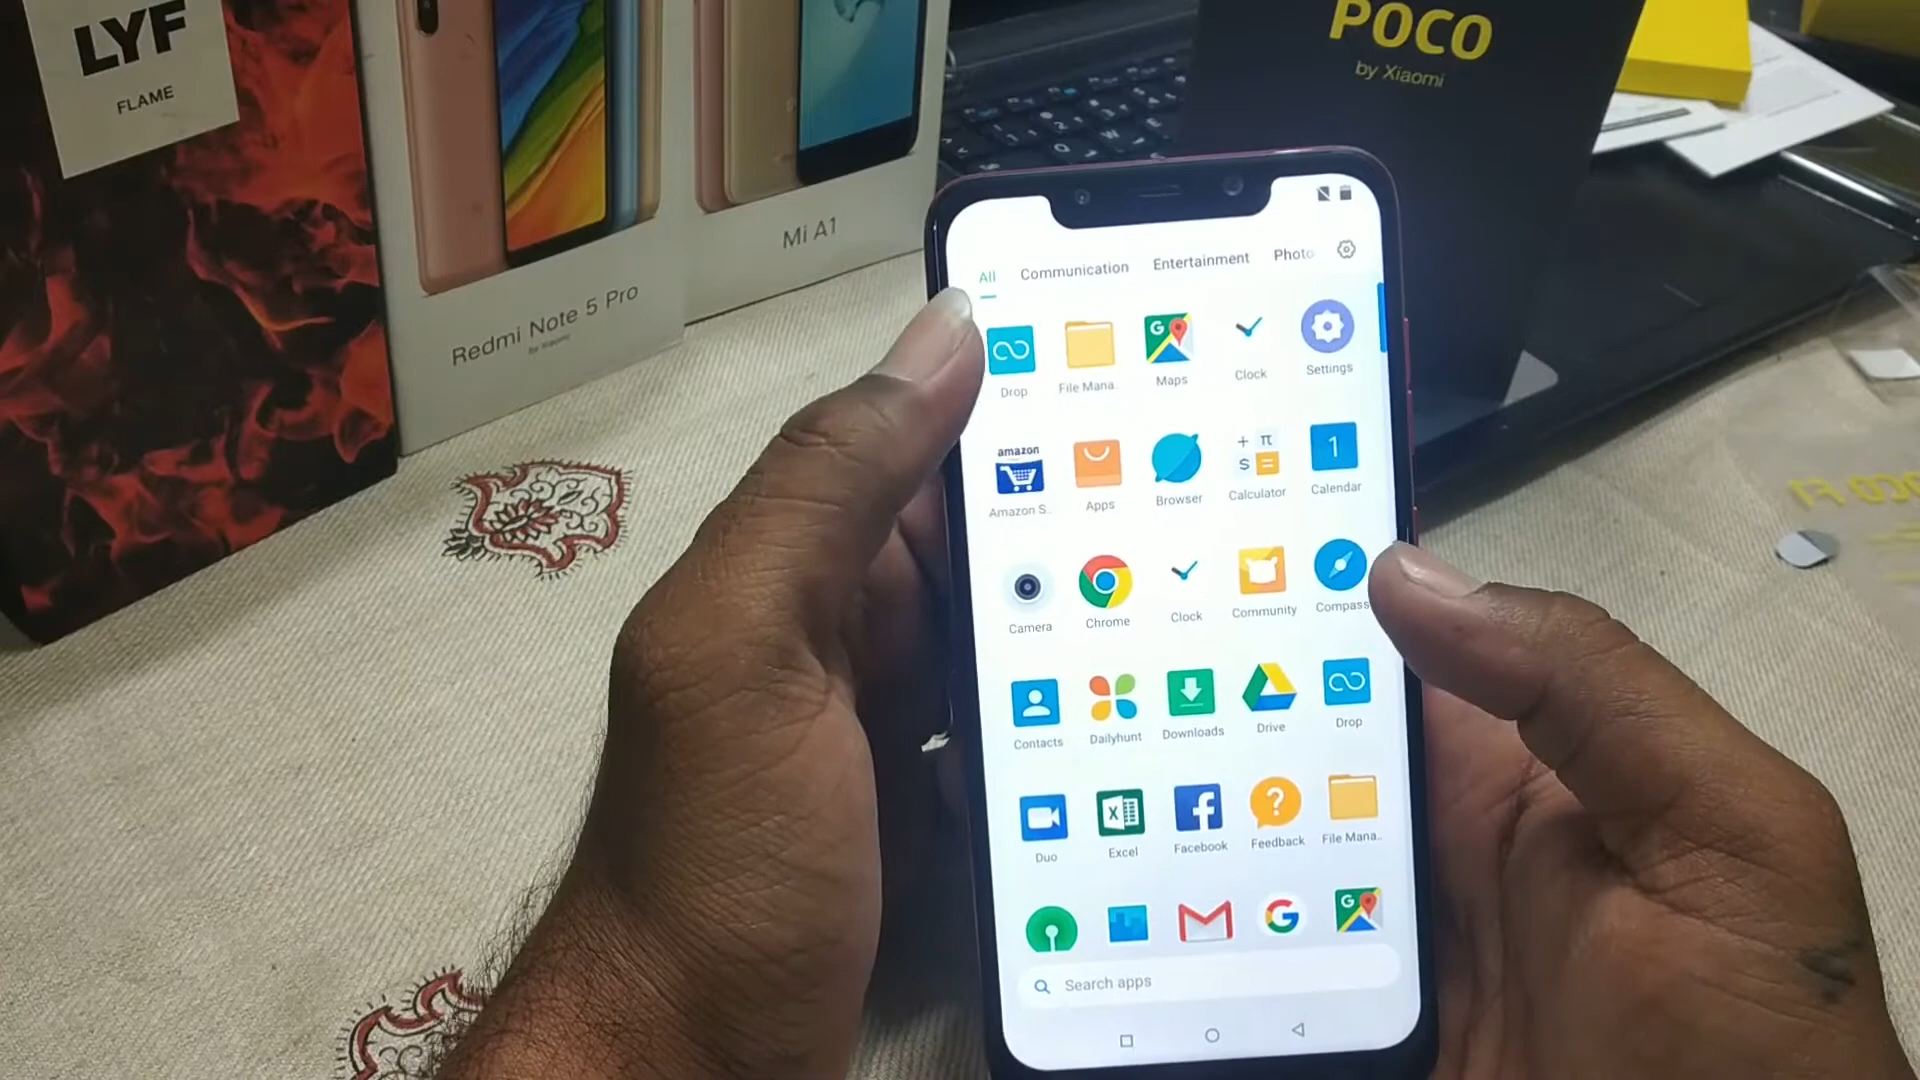 LYF
FLAME
Redmi Note 5 Pro
by Xiaomi
Mi A1
POCO
by Xiaomi
All Communication Entertainment Photo
Drop File Mana.. Maps Clock Settings
amazon
Amazon S.. Apps Browser Calculator Calendar
+ π
S =
1
Camera Chrome Clock Community Compass
Contacts Dailyhunt Downloads Drive Drop
Duo Excel Facebook Feedback File Mana..
Search apps